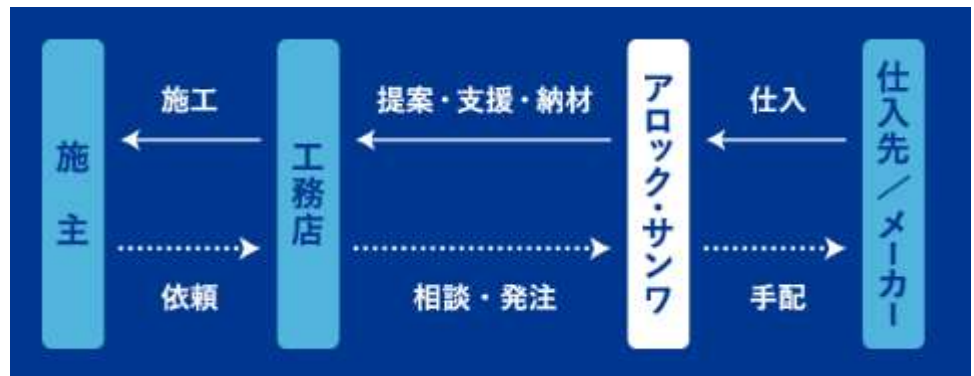 施主
施工
依頼
工務店
提案・支援・納材
相談・発注
アロック・サンワ
仕入
手配
仕入先／メーカー